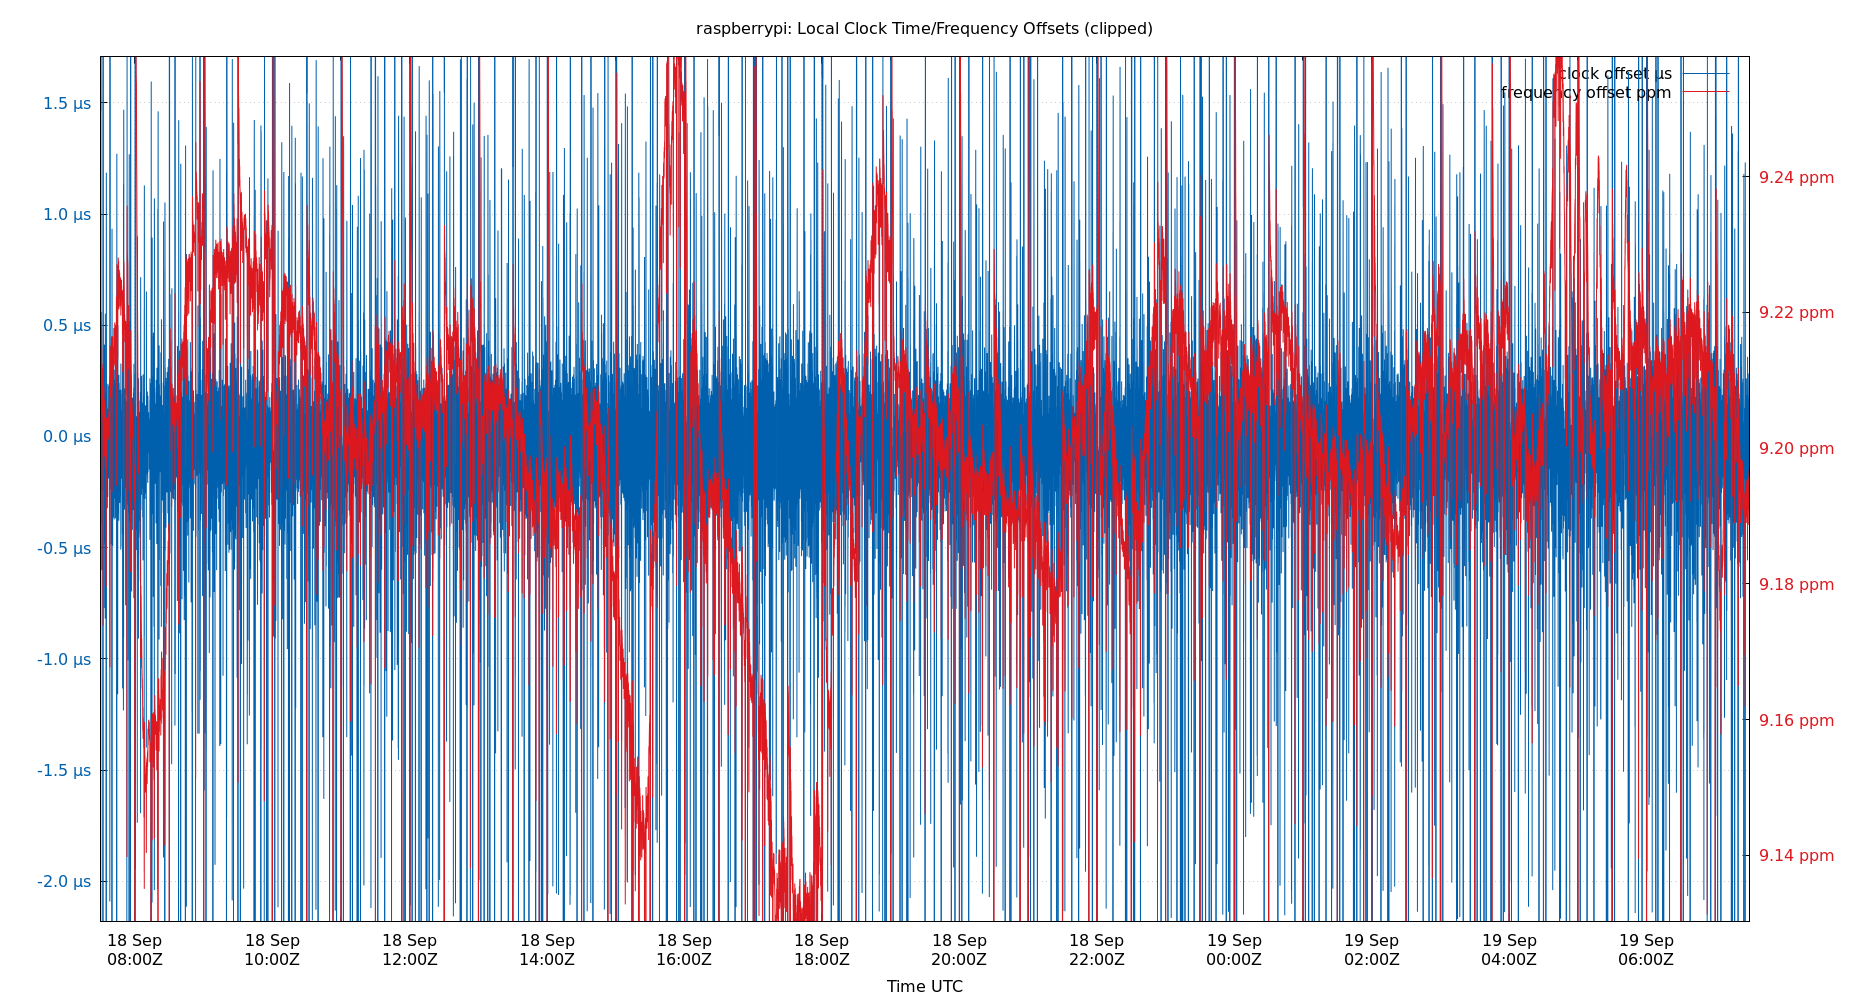 raspberrypi: Local Clock Time/Frequency Offsets (clipped)
clock offset µs
frequency offset ppm
1.5 µs
1.0 µs
0.5 µs
0.0 µs
-0.5 µs
-1.0 µs
-1.5 µs
-2.0 µs
9.24 ppm
9.22 ppm
9.20 ppm
9.18 ppm
9.16 ppm
9.14 ppm
18 Sep 18 Sep 18 Sep 18 Sep 18 Sep 18 Sep 18 Sep 18 Sep 19 Sep 19 Sep 19 Sep 19 Sep
08:00Z 10:00Z 12:00Z 14:00Z 16:00Z 18:00Z 20:00Z 22:00Z 00:00Z 02:00Z 04:00Z 06:00Z
Time UTC